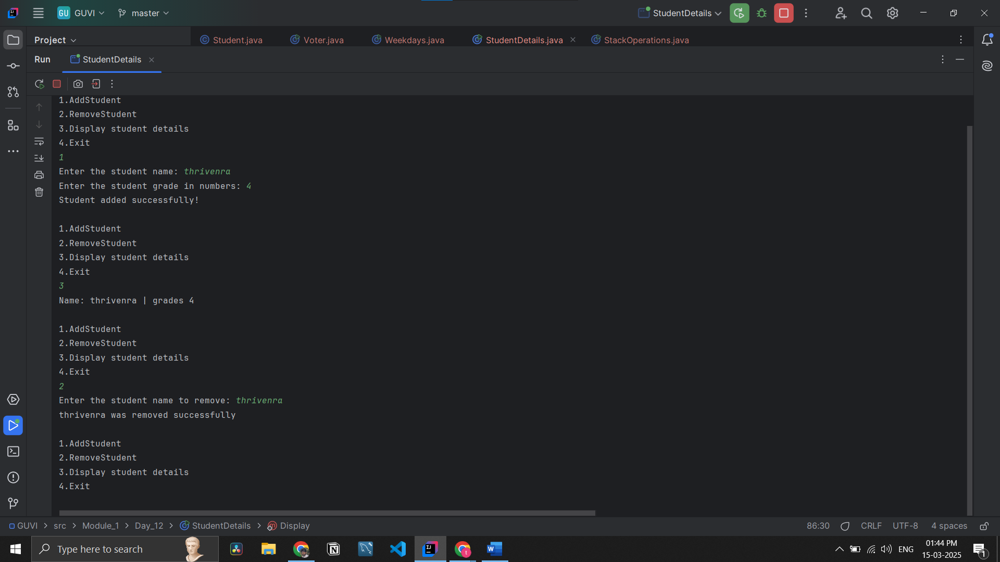 GU GUVI master StudentDetails
Project Student.java Voter.java Weekdays.java StudentDetails.java StackOperations.java
Run StudentDetails
1.AddStudent
2.RemoveStudent
3.Display student details
4.Exit
1
Enter the student name: thrivenra
Enter the student grade in numbers: 4
Student added successfully!
1.AddStudent
2.RemoveStudent
3.Display student details
4.Exit
3
Name: thrivenra | grades 4
1.AddStudent
2.RemoveStudent
3.Display student details
4.Exit
2
Enter the student name to remove: thrivenra
thrivenra was removed successfully
1.AddStudent
2.RemoveStudent
3.Display student details
4.Exit
GUVI > src > Module_1 > Day_12 > StudentDetails > Display 86:30 CRLF UTF-8 4 spaces
Type here to search ENG 01:44 PM
15-03-2025 1